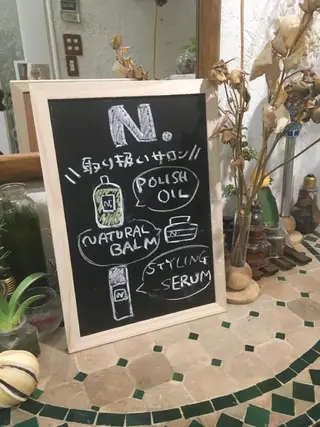 N.
\\取り扱いサロン//
N.
POLISH
OIL
NATURAL
BALM
N.
STYLING
SERUM
N.